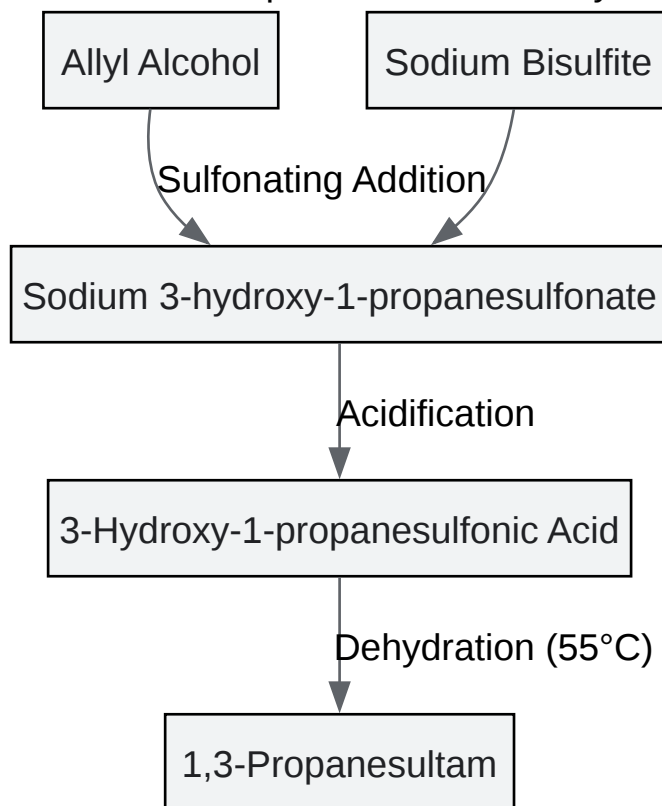 Allyl Alcohol
Sodium Bisulfite
Sulfonating Addition
Sodium 3-hydroxy-1-propanesulfonate
Acidification
3-Hydroxy-1-propanesulfonic Acid
Dehydration (55°C)
1,3-Propanesultam